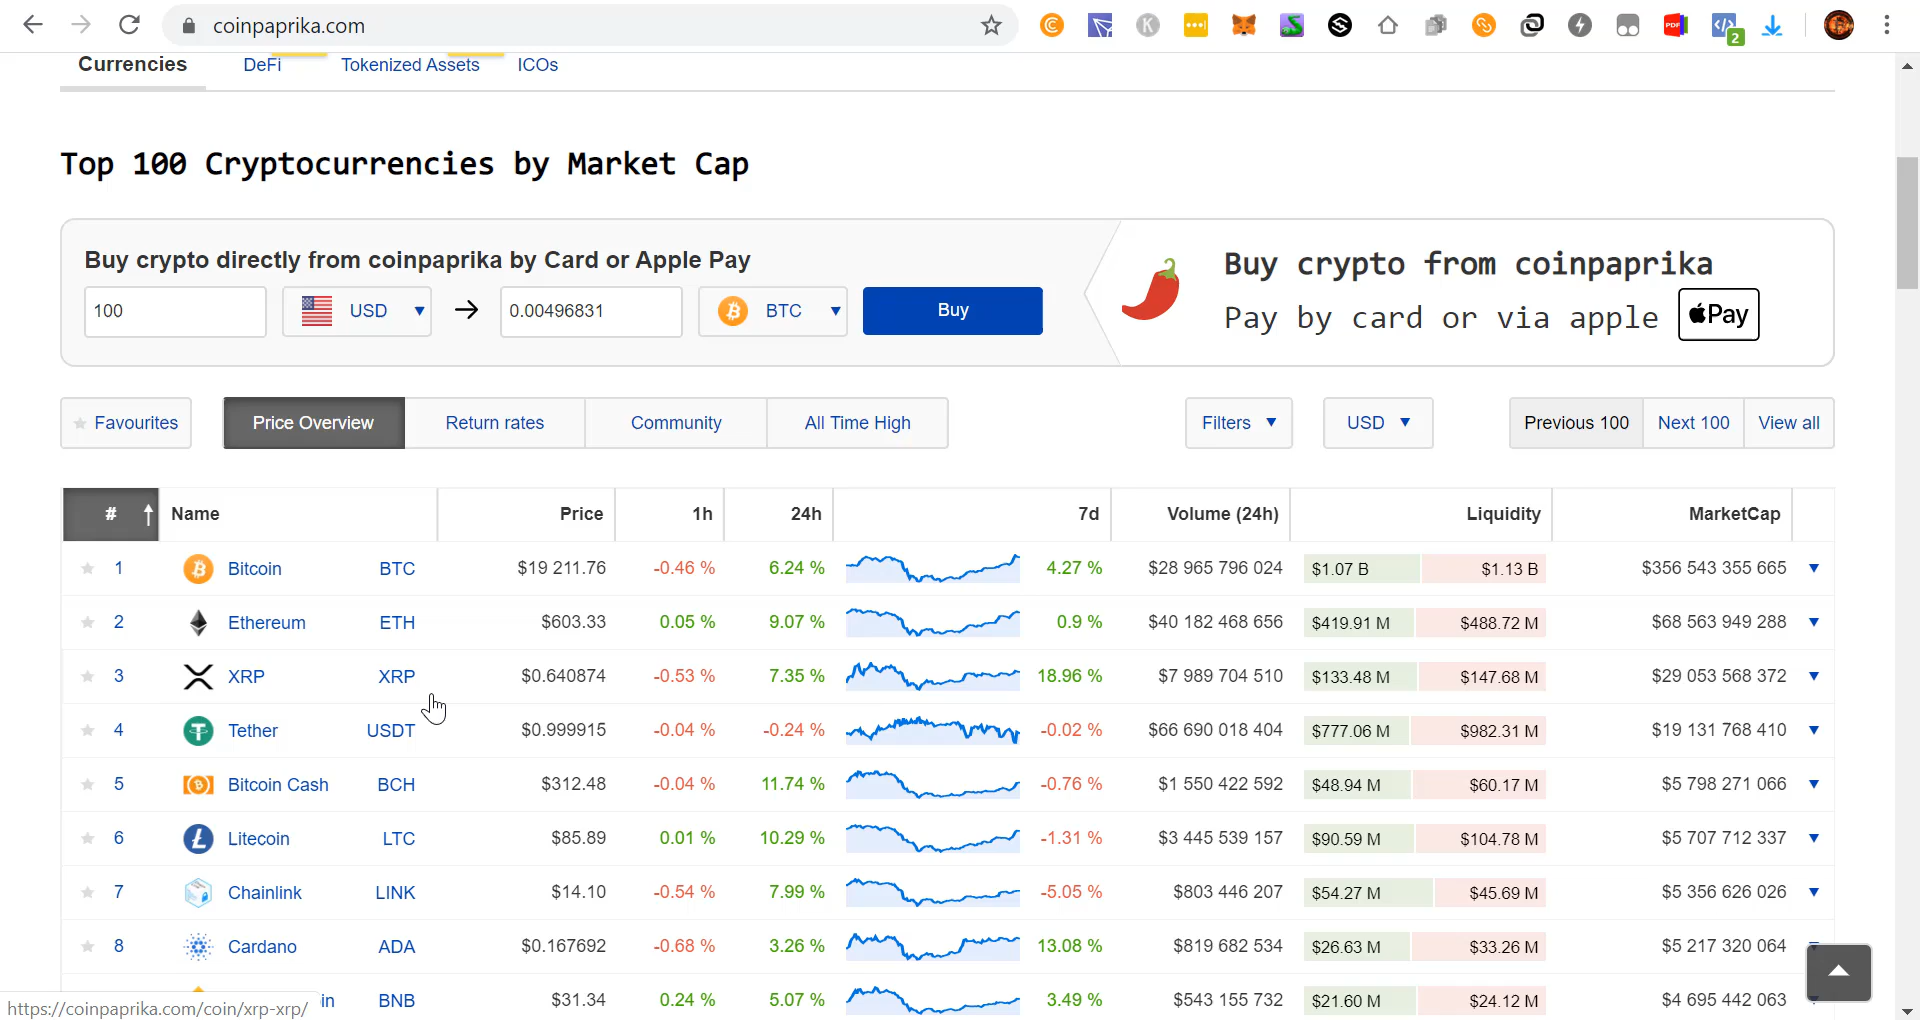 coinpaprika.com
PDF
2
Currencies DeFi Tokenized Assets ICOs
Top 100 Cryptocurrencies by Market Cap
Buy crypto directly from coinpaprika by Card or Apple Pay
100 USD → 0.00496831 BTC Buy
Buy crypto from coinpaprika
Pay by card or via apple Pay
Favourites Price Overview Return rates Community All Time High Filters USD Previous 100 Next 100 View all
# Name Price 1h 24h 7d Volume (24h) Liquidity MarketCap
1 Bitcoin BTC $19 211.76 -0.46 % 6.24 % 4.27 % $28 965 796 024 $1.07 B $1.13 B $356 543 355 665
2 Ethereum ETH $603.33 0.05 % 9.07 % 0.9 % $40 182 468 656 $419.91 M $488.72 M $68 563 949 288
3 XRP XRP $0.640874 -0.53 % 7.35 % 18.96 % $7 989 704 510 $133.48 M $147.68 M $29 053 568 372
4 Tether USDT $0.999915 -0.04 % -0.24 % -0.02 % $66 690 018 404 $777.06 M $982.31 M $19 131 768 410
5 Bitcoin Cash BCH $312.48 -0.04 % 11.74 % -0.76 % $1 550 422 592 $48.94 M $60.17 M $5 798 271 066
6 Litecoin LTC $85.89 0.01 % 10.29 % -1.31 % $3 445 539 157 $90.59 M $104.78 M $5 707 712 337
7 Chainlink LINK $14.10 -0.54 % 7.99 % -5.05 % $803 446 207 $54.27 M $45.69 M $5 356 626 026
8 Cardano ADA $0.167692 -0.68 % 3.26 % 13.08 % $819 682 534 $26.63 M $33.26 M $5 217 320 064
in BNB $31.34 0.24 % 5.07 % 3.49 % $543 155 732 $21.60 M $24.12 M $4 695 442 063
https://coinpaprika.com/coin/xrp-xrp/